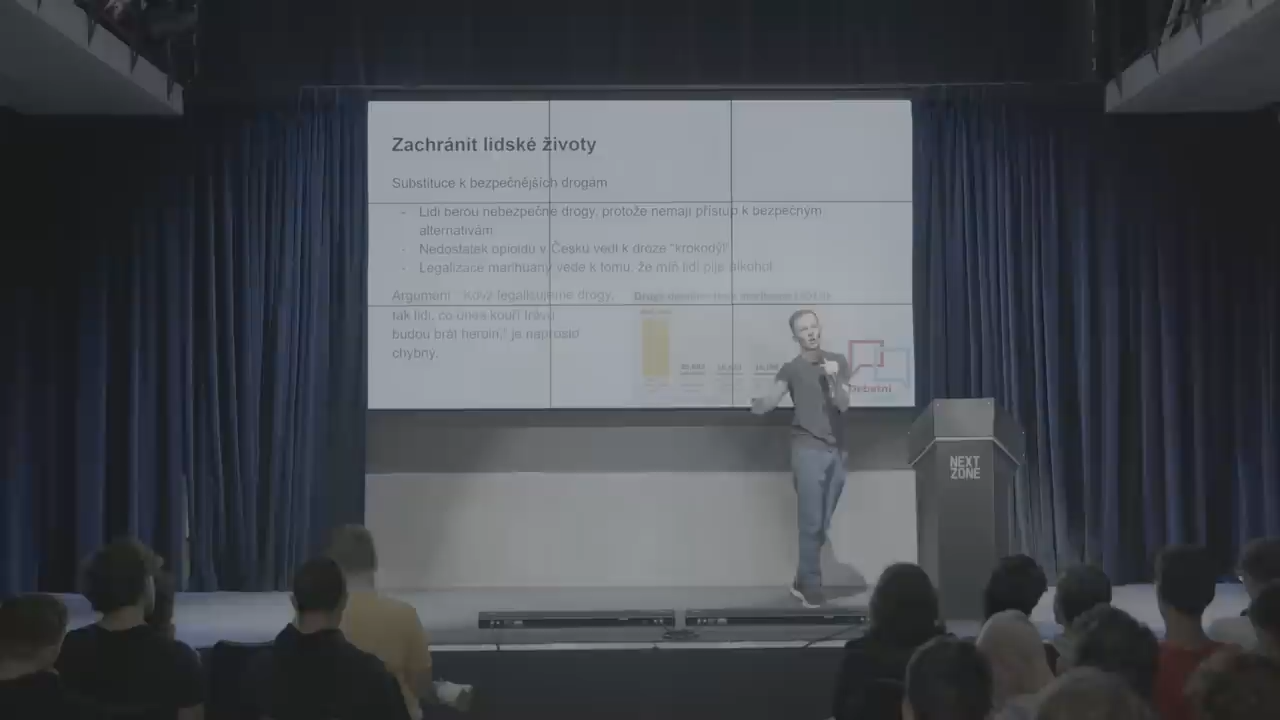 Zachránit lidské životy
Substituce k bezpečnějších drogám
- Lidi berou nebezpečné drogy, protože nemají přístup k bezpečným
alternativám
- Nedostatek opioidů v Česku vedl k droze "krokodýl"
- Legalizace marihuany vede k tomu, že míň lidí pije alkohol
Argument "Když legalizujeme drogy,
tak lidi, co dnes kouří trávu
budou brát heroin," je naprosto
chybný.
Debatní
NEXT
ZONE